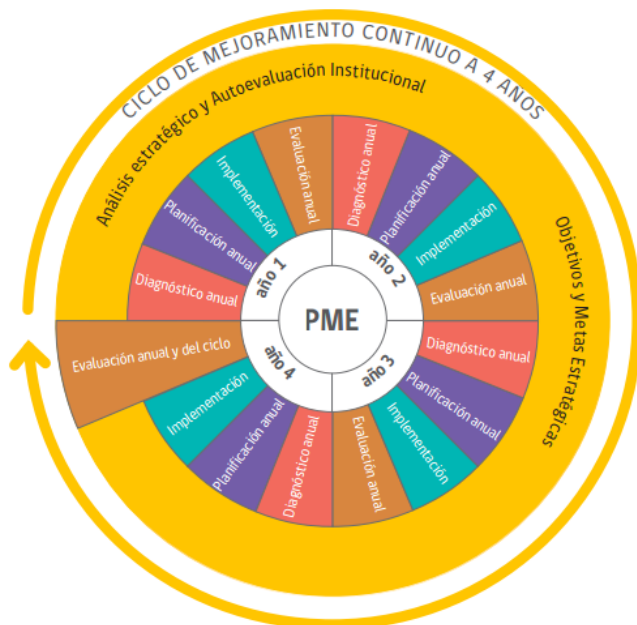 CICLO DE MEJORAMIENTO CONTINUO A 4 ANOS
Análisis estratégico y Autoevaluación Institucional
Objetivos y Metas Estratégicas
PME
año 1
Diagnóstico anual
Planificación anual
Implementación
Evaluación anual
año 2
Diagnóstico anual
Planificación anual
Implementación
Evaluación anual
año 3
Diagnóstico anual
Planificación anual
Implementación
Evaluación anual
año 4
Diagnóstico anual
Planificación anual
Implementación
Evaluación anual y del ciclo